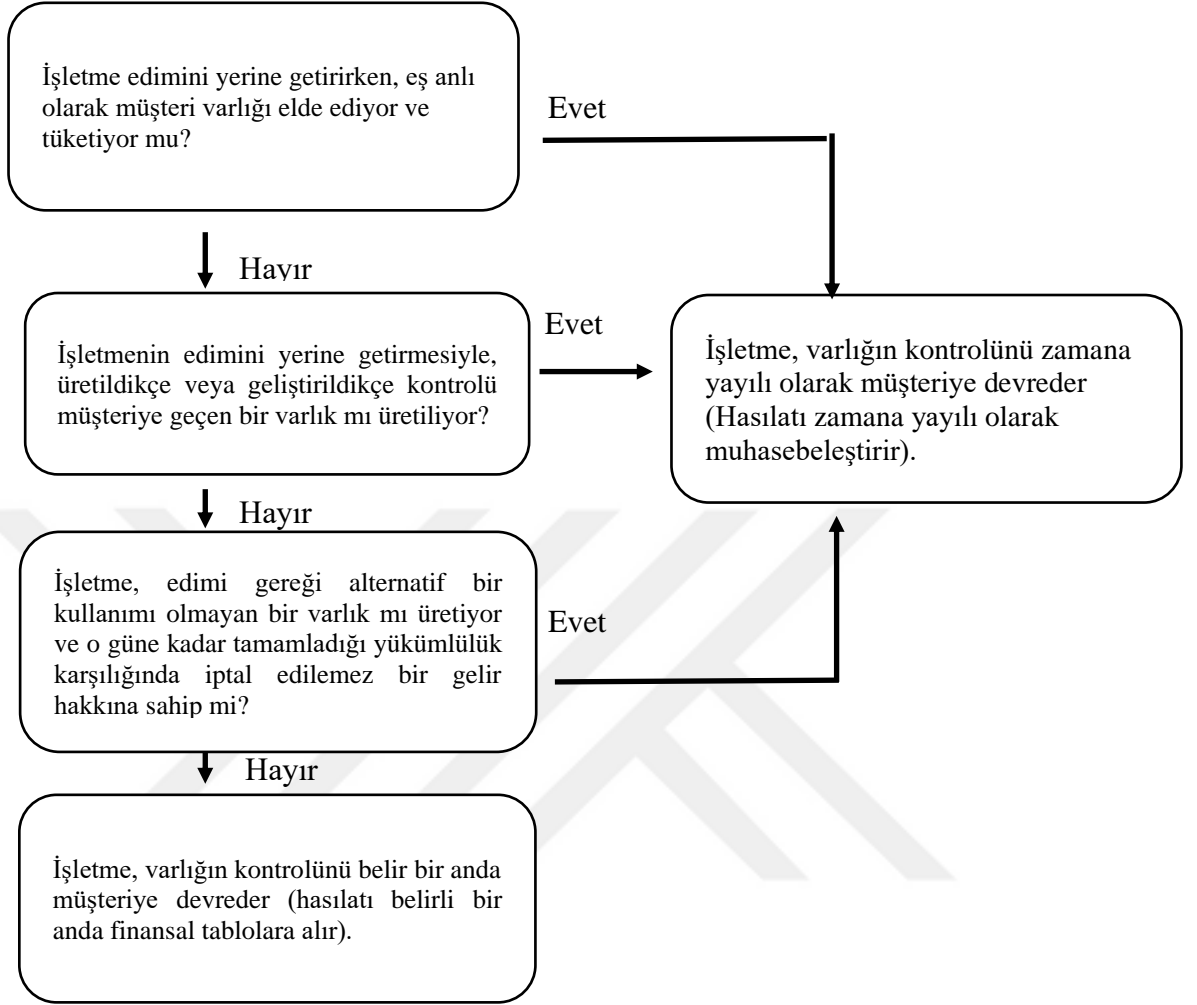 İşletme edimini yerine getirirken, eş anlı
olarak müşteri varlığı elde ediyor ve
tüketiyor mu?
Evet
Hayır
İşletmenin edimini yerine getirmesiyle,
üretildikçe veya geliştirildikçe kontrolü
müşteriye geçen bir varlık mı üretiliyor?
Evet
İşletme, varlığın kontrolünü zamana
yayılı olarak müşteriye devreder
(Hasılatı zamana yayılı olarak
muhasebeleştirir).
Hayır
İşletme, edimi gereği alternatif bir
kullanımı olmayan bir varlık mı üretiyor
ve o güne kadar tamamladığı yükümlülük
karşılığında iptal edilemez bir gelir
hakkına sahip mi?
Evet
Hayır
İşletme, varlığın kontrolünü belir bir anda
müşteriye devreder (hasılatı belirli bir
anda finansal tablolara alır).